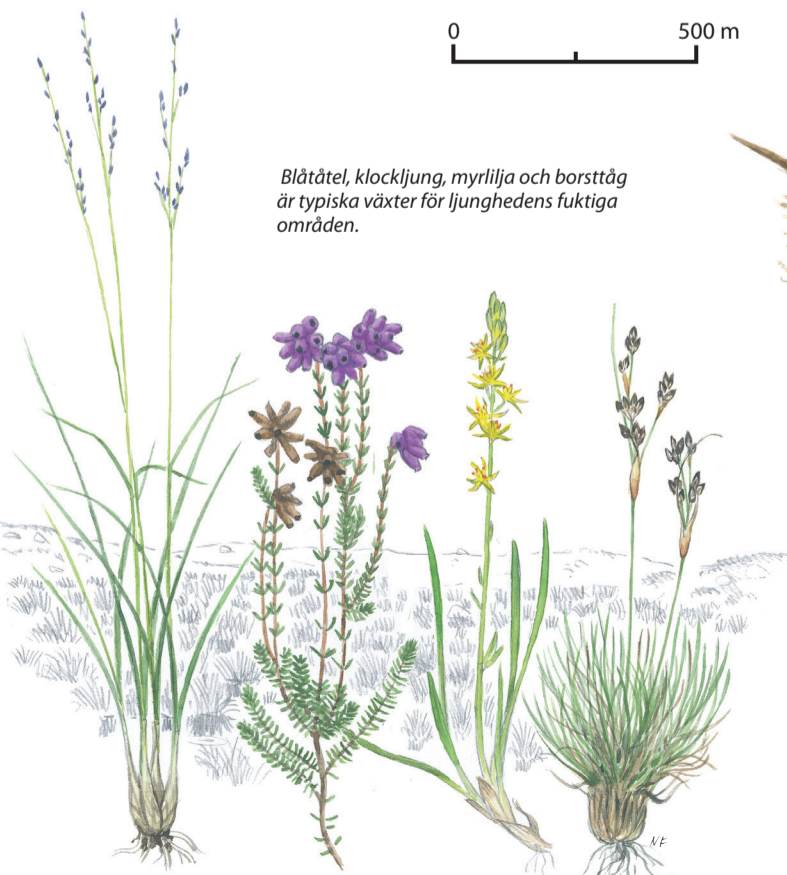 0 500 m
Blåtåtel, klockljung, myrlilja och borsttåg
är typiska växter för ljunghedens fuktiga
områden.
NF